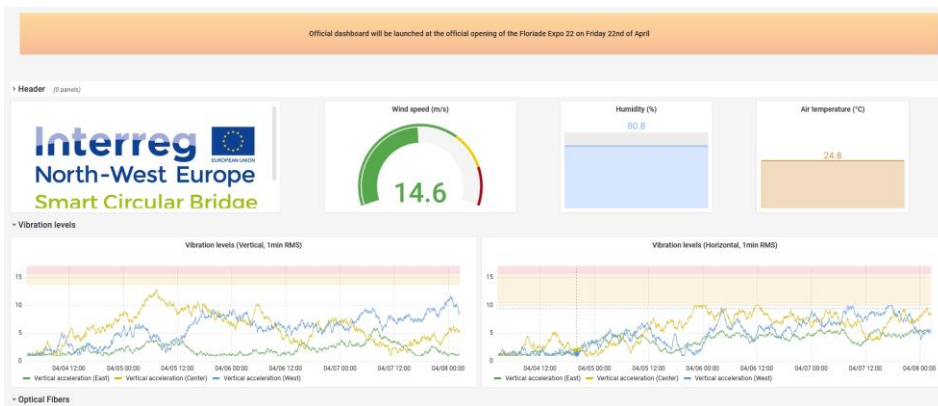 Official dashboard will be launched at the official opening of the Floriade Expo 22 on Friday 22nd of April
> Header (0 panels)
Interreg
EUROPEAN UNION
North-West Europe
Smart Circular Bridge
Wind speed (m/s)
14.6
Humidity (%)
80.8
Air temperature (°C)
24.8
Vibration levels
Vibration levels (Vertical, 1min RMS)
15
10
5
0
04/04 12:00 04/05 00:00 04/05 12:00 04/06 00:00 04/06 12:00 04/07 00:00 04/07 12:00 04/08 00:00
Vertical acceleration (East) Vertical acceleration (Center) Vertical acceleration (West)
Vibration levels (Horizontal, 1min RMS)
15
10
5
0
04/04 12:00 04/05 00:00 04/05 12:00 04/06 00:00 04/06 12:00 04/07 00:00 04/07 12:00 04/08 00:00
Vertical acceleration (East) Vertical acceleration (Center) Vertical acceleration (West)
Optical Fibers